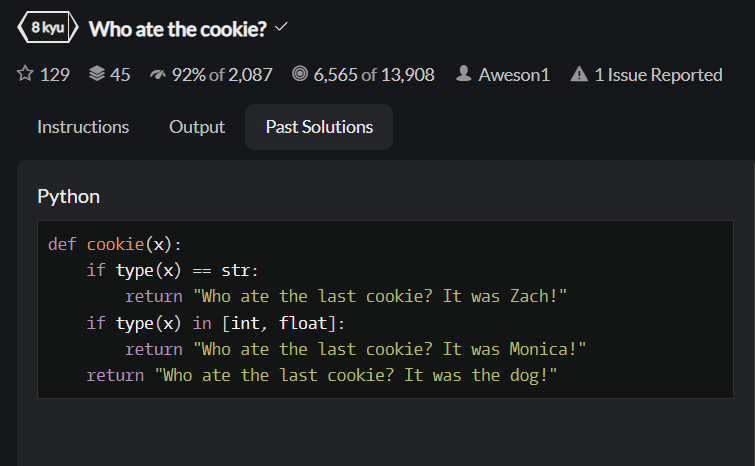 8 kyu Who ate the cookie?
129 45 92% of 2,087 6,565 of 13,908 Aweson1 1 Issue Reported
Instructions Output Past Solutions
Python
def cookie(x):
    if type(x) == str:
        return "Who ate the last cookie? It was Zach!"
    if type(x) in [int, float]:
        return "Who ate the last cookie? It was Monica!"
    return "Who ate the last cookie? It was the dog!"